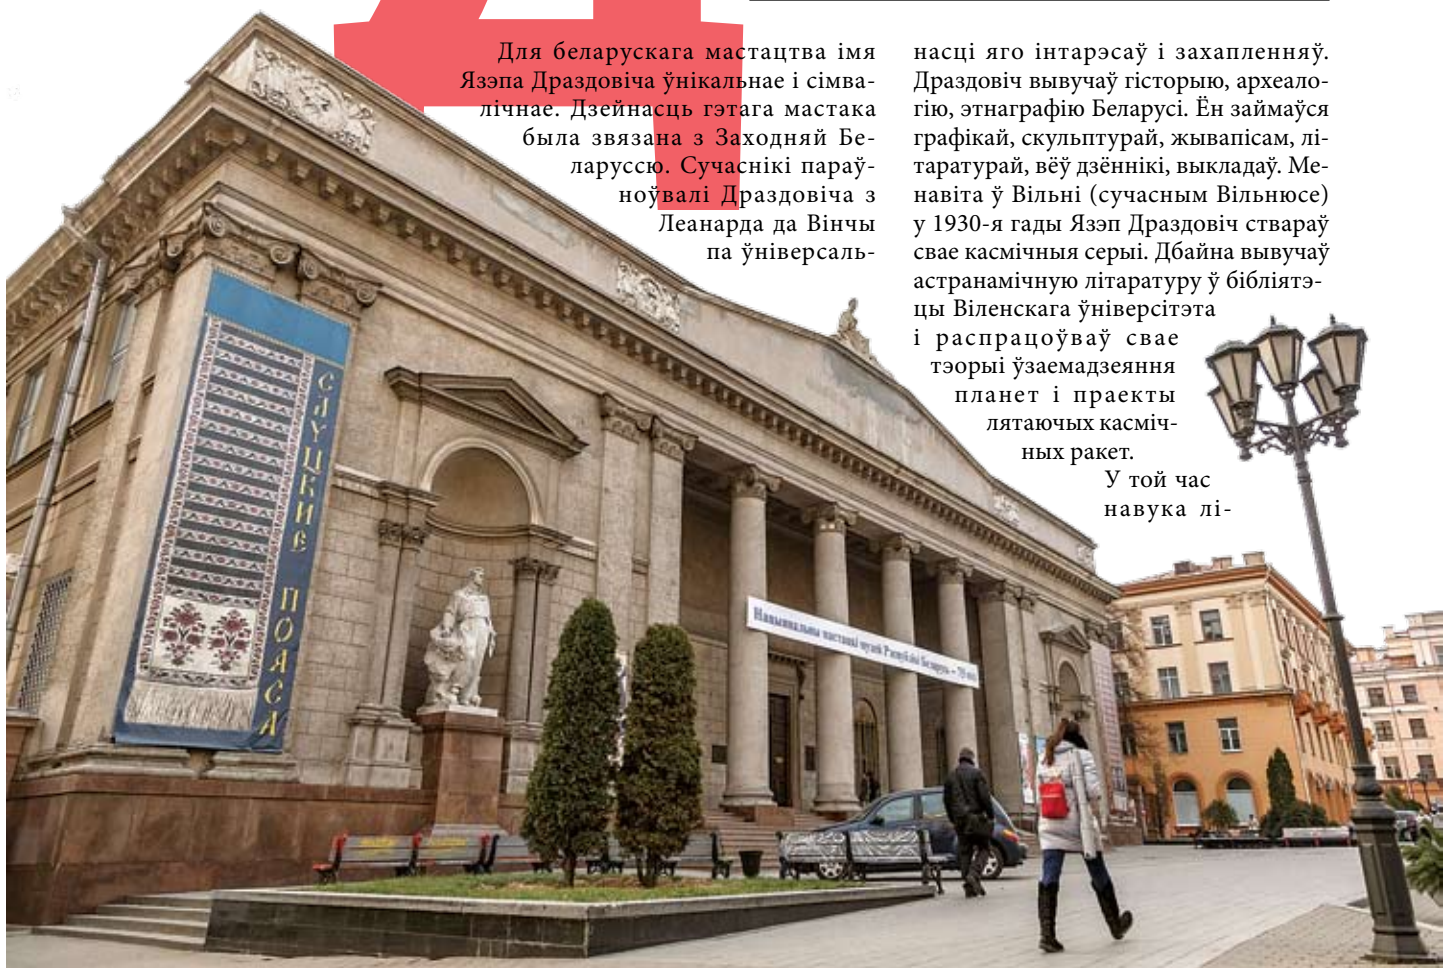 Для беларускага мастацтва імя
Язэпа Драздовіча ўнікальнае і сімва-
лічнае. Дзейнасць гэтага мастака
была звязана з Заходняй Бе-
ларуссю. Сучаснікі параў-
ноўвалі Драздовіча з
Леанарда да Вінчы
па ўніверсаль-
насці яго інтарэсаў і захапленняў.
Драздовіч вывучаў гісторыю, археало-
гію, этнаграфію Беларусі. Ён займаўся
графікай, скульптурай, жывапісам, лі-
таратурай, вёў дзённікі, выкладаў. Ме-
навіта ў Вільні (сучасным Вільнюсе)
у 1930-я гады Язэп Драздовіч ствараў
свае касмічныя серыі. Дбайна вывучаў
астранамічную літаратуру ў бібліятэ-
цы Віленскага ўніверсітэта
і распрацоўваў свае
тэорыі ўзаемадзеяння
планет і праекты
лятаючых касміч-
ных ракет.
У той час
навука лі-
СЛУЦКИЕ ПОЯСА
Нацыянальны мастацкі музей Рэспублікі Беларусь –